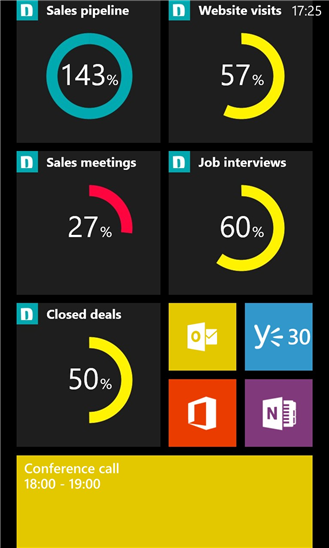 n Sales pipeline
143%
n Website visits 17:25
57%
n Sales meetings
27%
n Job interviews
60%
n Closed deals
50%
o
y 30
N
Conference call
18:00 - 19:00